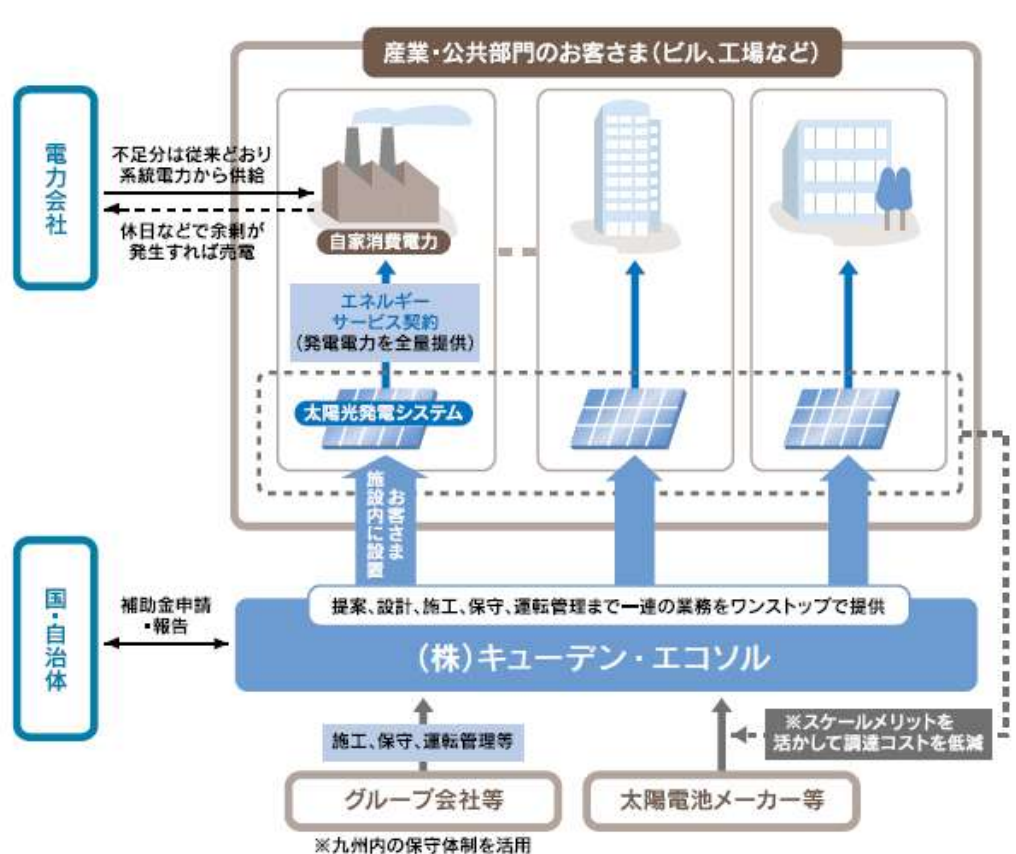 産業・公共部門のお客さま(ビル、工場など)
電力会社
不足分は従来どおり
系統電力から供給
休日などで余剰が
発生すれば売電
自家消費電力
エネルギー
サービス契約
(発電電力を全量提供)
太陽光発電システム
お客さま
施設内に設置
国・自治体
補助金申請
・報告
提案、設計、施工、保守、運転管理まで一連の業務をワンストップで提供
(株)キューデン・エコソル
施工、保守、運転管理等
※スケールメリットを
活かして調達コストを低減
グループ会社等
太陽電池メーカー等
※九州内の保守体制を活用